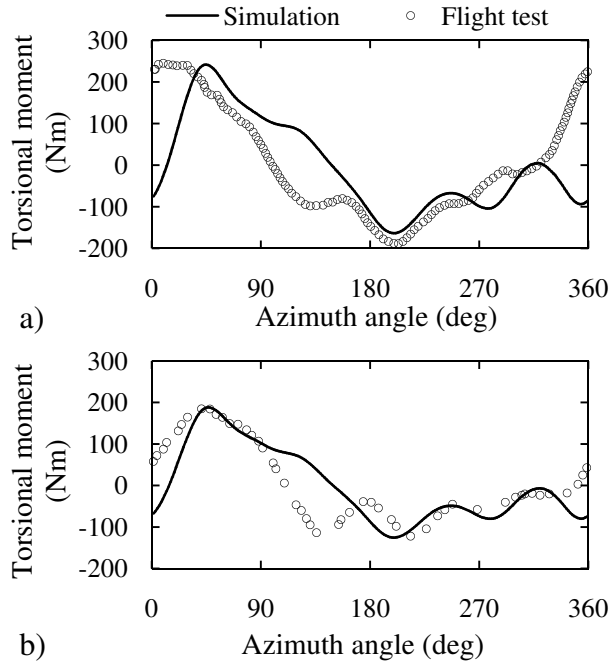 Simulation Flight test
300
200
100
0
-100
-200
Torsional moment
(Nm)
0 90 180 270 360
a) Azimuth angle (deg)
300
200
100
0
-100
-200
Torsional moment
(Nm)
0 90 180 270 360
b) Azimuth angle (deg)